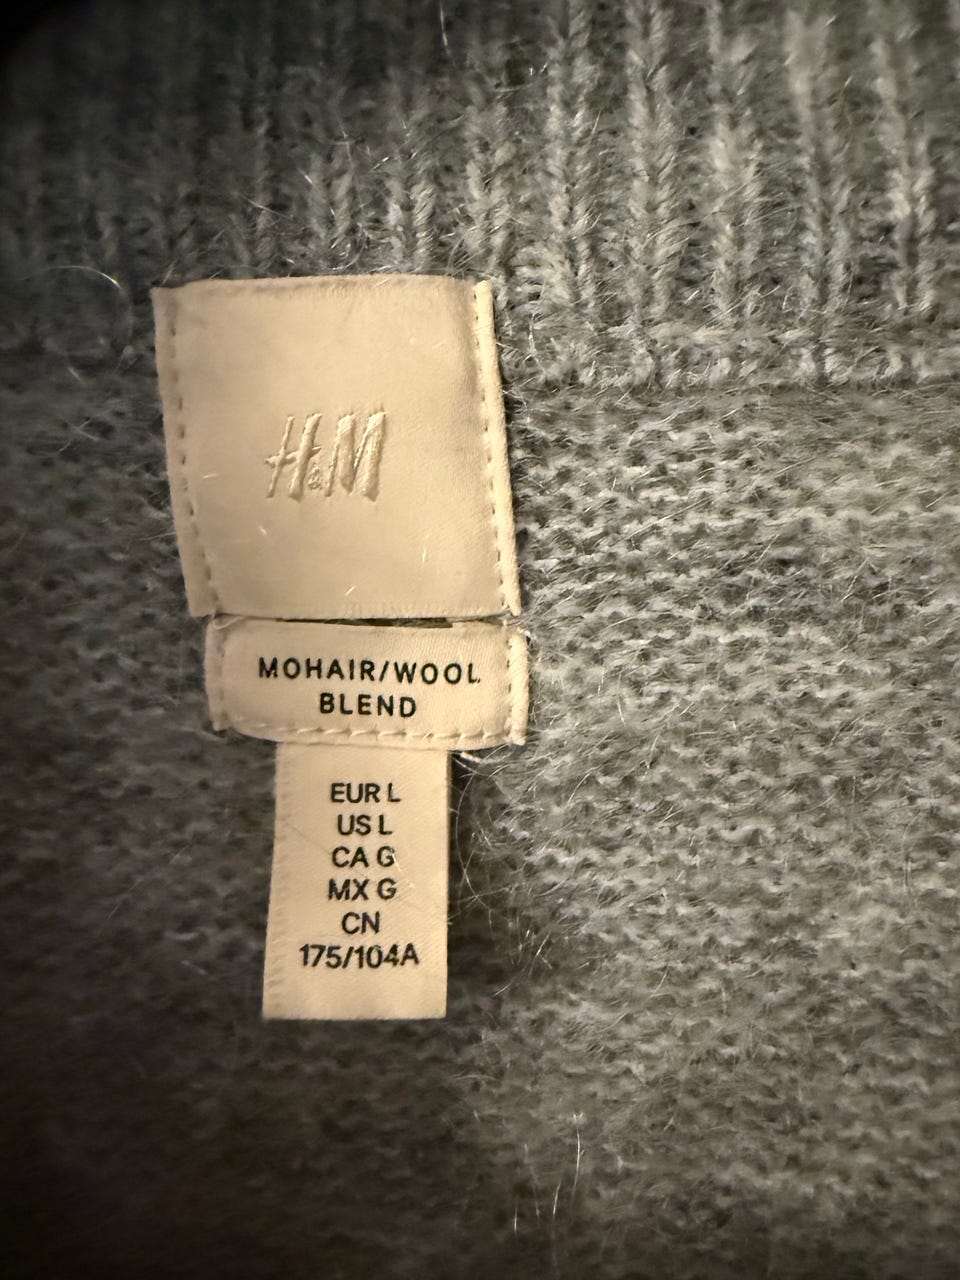 H&M
MOHAIR/WOOL
BLEND
EUR L
US L
CA G
MX G
CN
175/104A